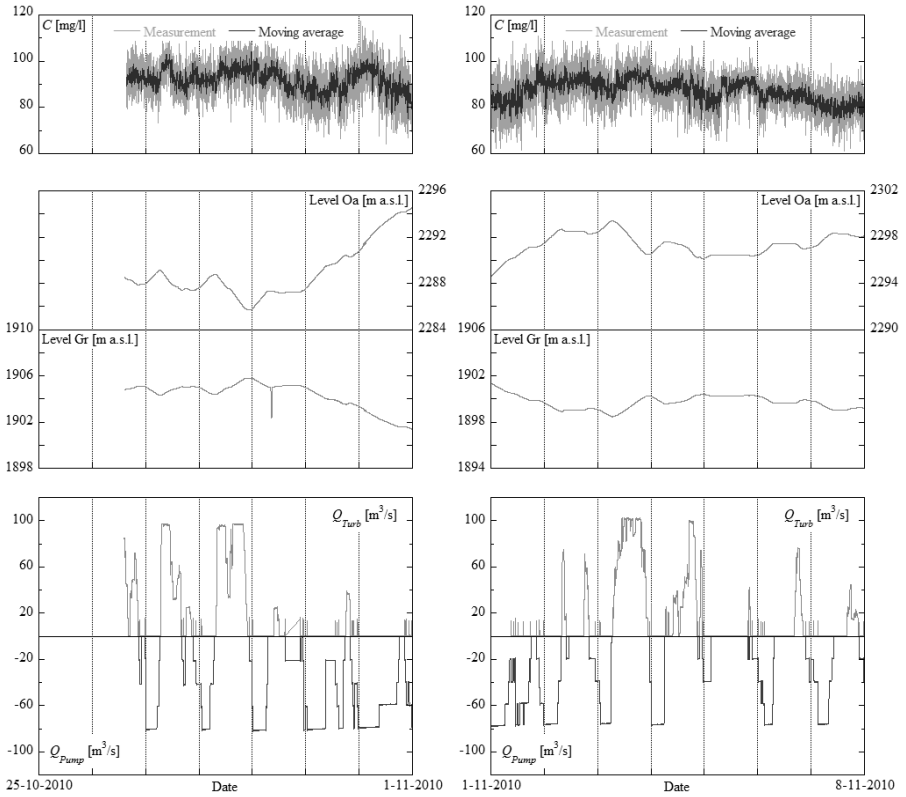 C [mg/l]
Measurement
Moving average
120
100
80
60
C [mg/l]
Measurement
Moving average
120
100
80
60
2296
Level Oa [m a.s.l.]
2292
2288
2284
1910
Level Gr [m a.s.l.]
1906
1902
1898
2302
Level Oa [m a.s.l.]
2298
2294
2290
1906
Level Gr [m a.s.l.]
1902
1898
1894
100
60
20
-20
-60
-100
Q_Turb [m³/s]
Q_Pump [m³/s]
25-10-2010
Date
1-11-2010
100
60
20
-20
-60
-100
Q_Turb [m³/s]
Q_Pump [m³/s]
1-11-2010
Date
8-11-2010